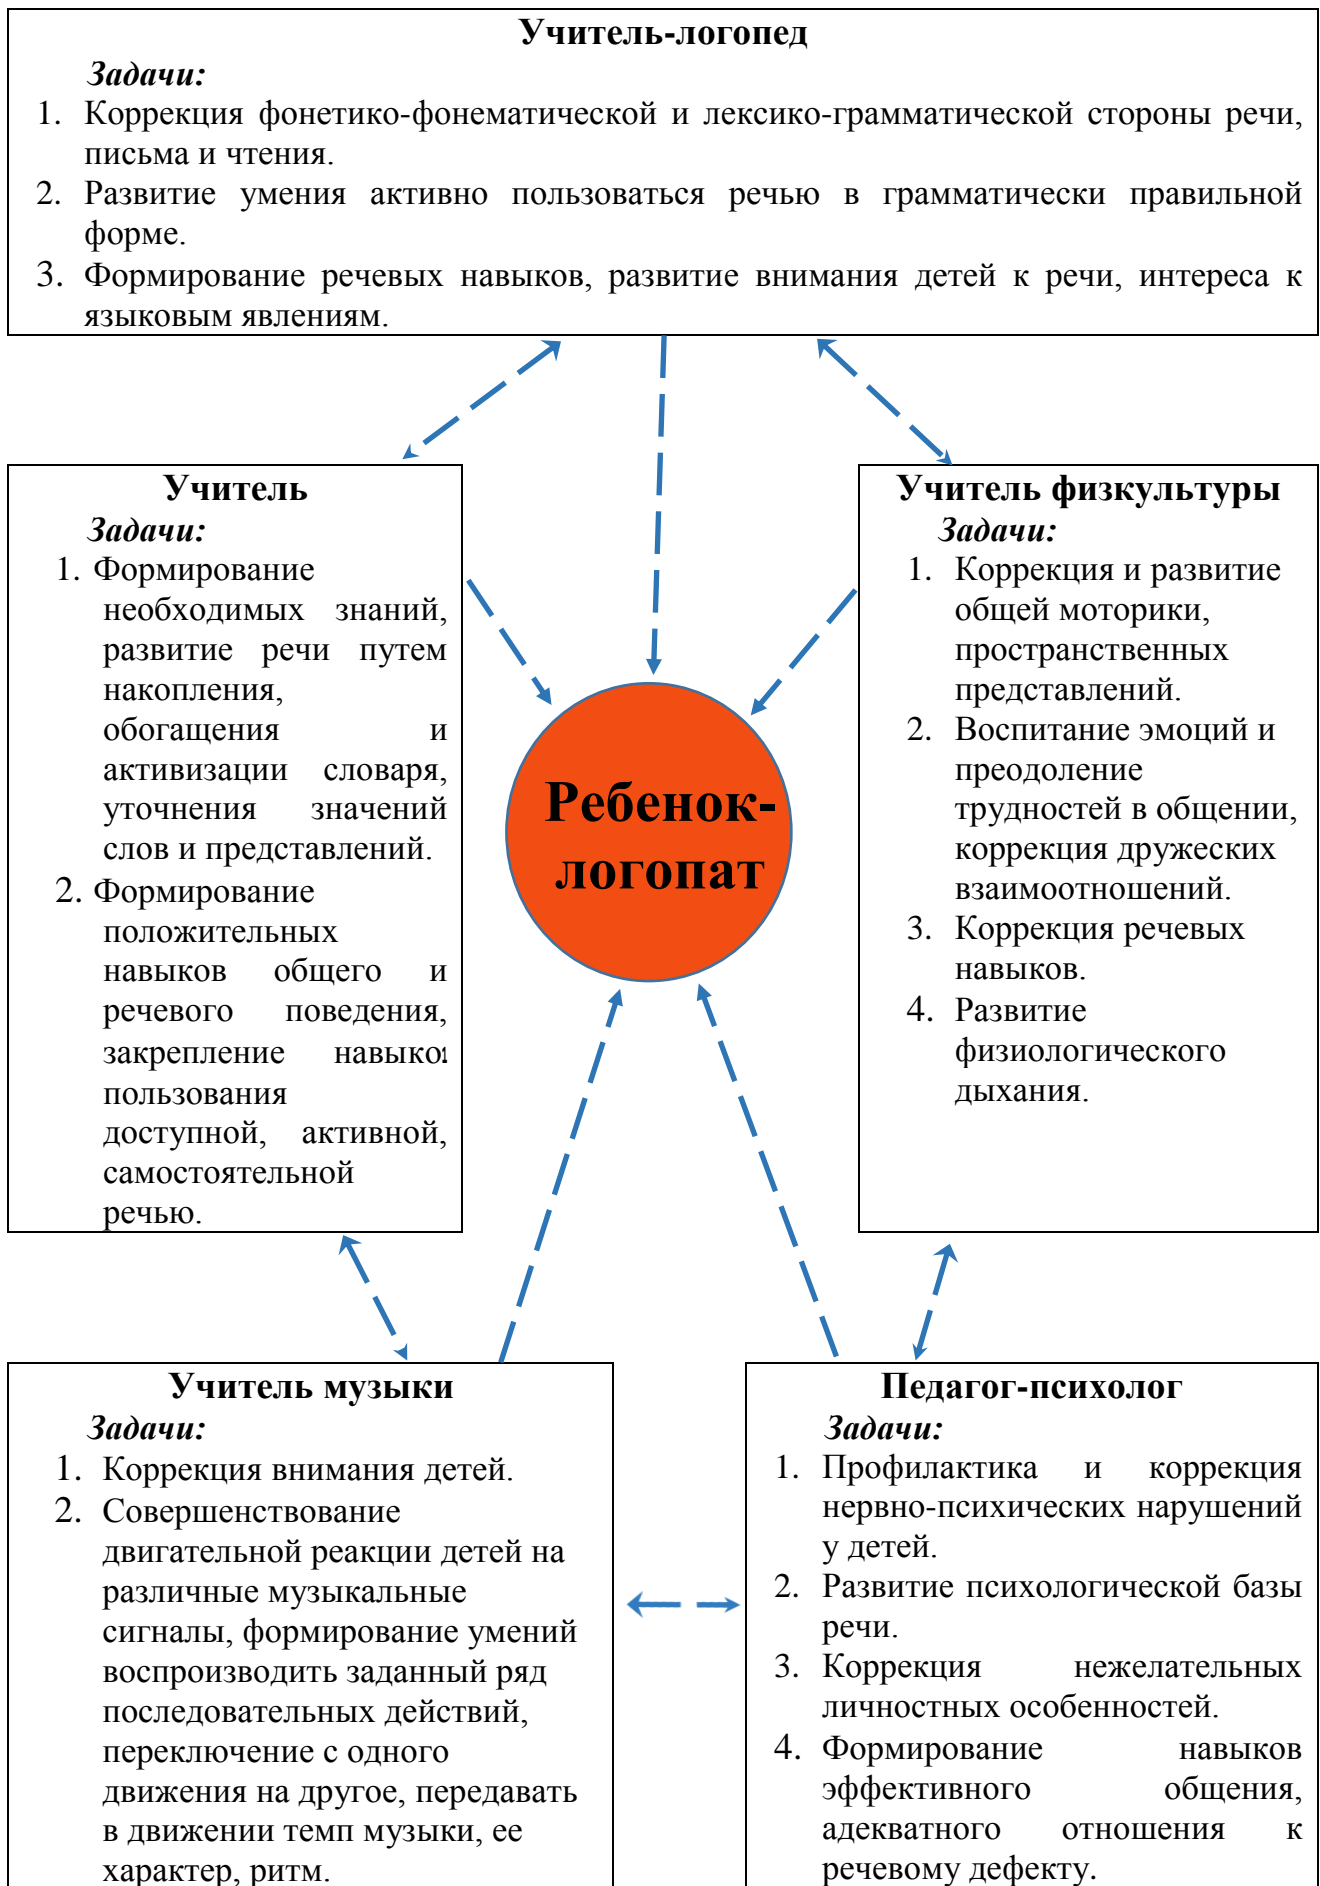 Учитель-логопед
Задачи:
1. Коррекция фонетико-фонематической и лексико-грамматической стороны речи,
письма и чтения.
2. Развитие умения активно пользоваться речью в грамматически правильной
форме.
3. Формирование речевых навыков, развитие внимания детей к речи, интереса к
языковым явлениям.
Учитель
Задачи:
1. Формирование
необходимых знаний,
развитие речи путем
накопления,
обогащения и
активизации словаря,
уточнения значений
слов и представлений.
2. Формирование
положительных
навыков общего и
речевого поведения,
закрепление навыков
пользования
доступной, активной,
самостоятельной
речью.
Учитель физкультуры
Задачи:
1. Коррекция и развитие
общей моторики,
пространственных
представлений.
2. Воспитание эмоций и
преодоление
трудностей в общении,
коррекция дружеских
взаимоотношений.
3. Коррекция речевых
навыков.
4. Развитие
физиологического
дыхания.
Ребенок-
логопат
Учитель музыки
Задачи:
1. Коррекция внимания детей.
2. Совершенствование
двигательной реакции детей на
различные музыкальные
сигналы, формирование умений
воспроизводить заданный ряд
последовательных действий,
переключение с одного
движения на другое, передавать
в движении темп музыки, ее
характер, ритм.
Педагог-психолог
Задачи:
1. Профилактика и коррекция
нервно-психических нарушений
у детей.
2. Развитие психологической базы
речи.
3. Коррекция нежелательных
личностных особенностей.
4. Формирование навыков
эффективного общения,
адекватного отношения к
речевому дефекту.